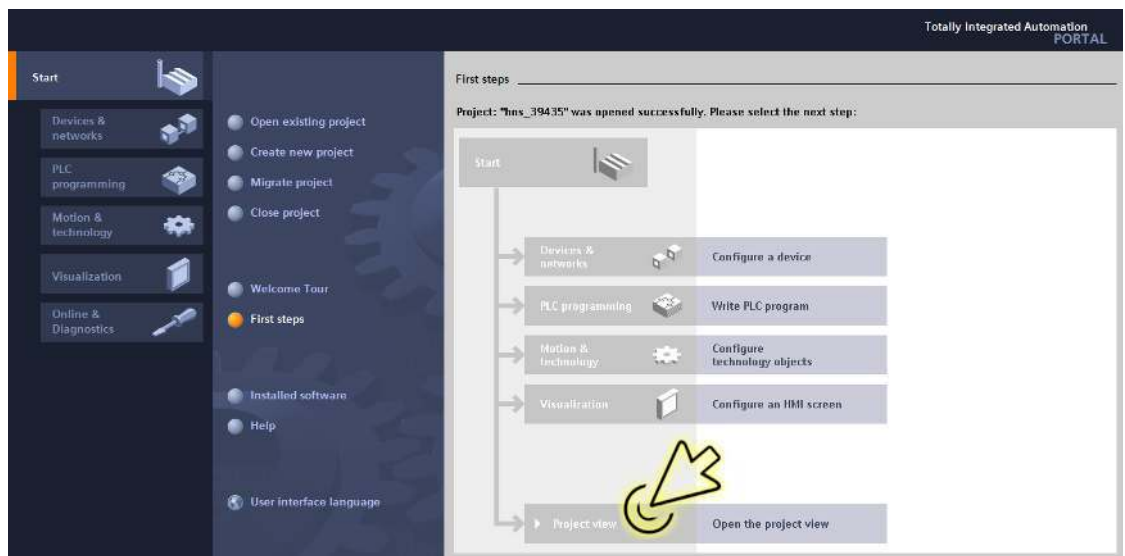 Totally Integrated Automation
PORTAL
Start
Devices &
networks
PLC
programming
Motion &
technology
Visualization
Online &
Diagnostics
Open existing project
Create new project
Migrate project
Close project
Welcome Tour
First steps
Installed software
Help
User interface language
First steps
Project: "hns_39435" was opened successfully. Please select the next step:
Start
Devices &
networks
Configure a device
PLC programming
Write PLC program
Motion &
technology
Configure
technology objects
Visualization
Configure an HMI screen
Project view
Open the project view